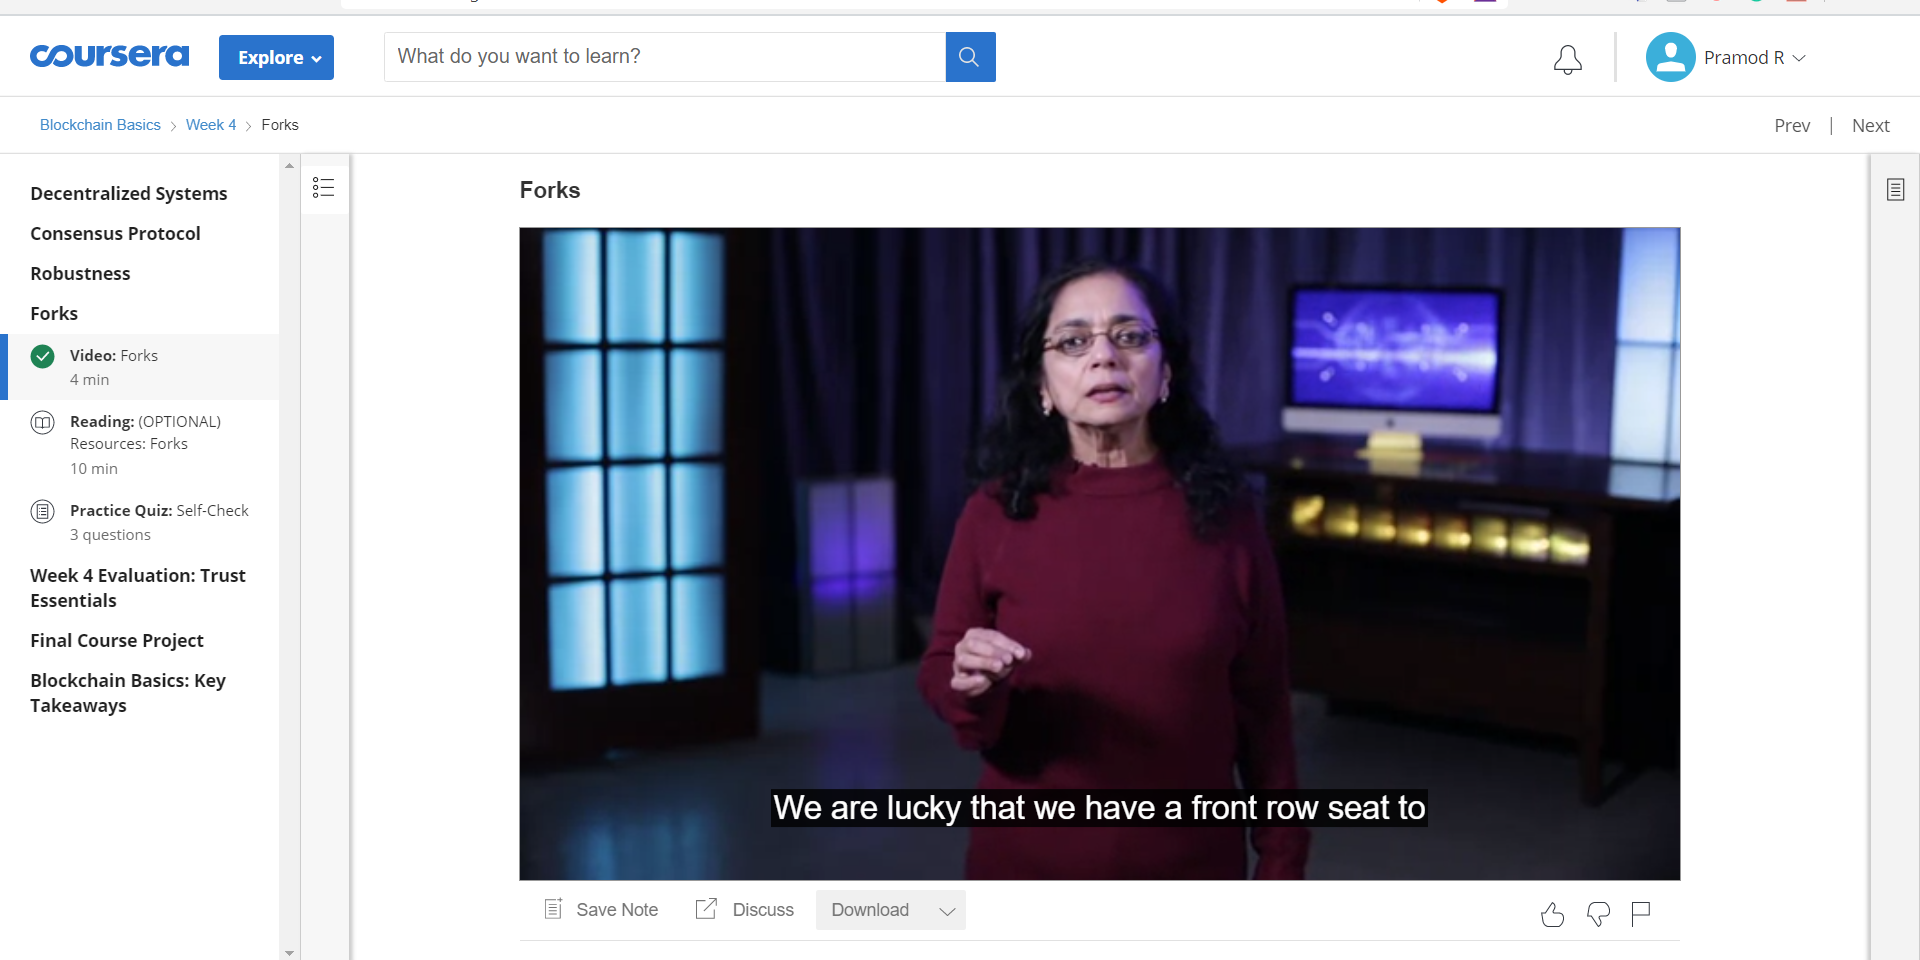 coursera
Explore
What do you want to learn?
Pramod R
Blockchain Basics
Week 4
Forks
Prev | Next
Decentralized Systems
Consensus Protocol
Robustness
Forks
Video: Forks
4 min
Reading: (OPTIONAL)
Resources: Forks
10 min
Practice Quiz: Self-Check
3 questions
Week 4 Evaluation: Trust
Essentials
Final Course Project
Blockchain Basics: Key
Takeaways
Forks
We are lucky that we have a front row seat to
Save Note
Discuss
Download